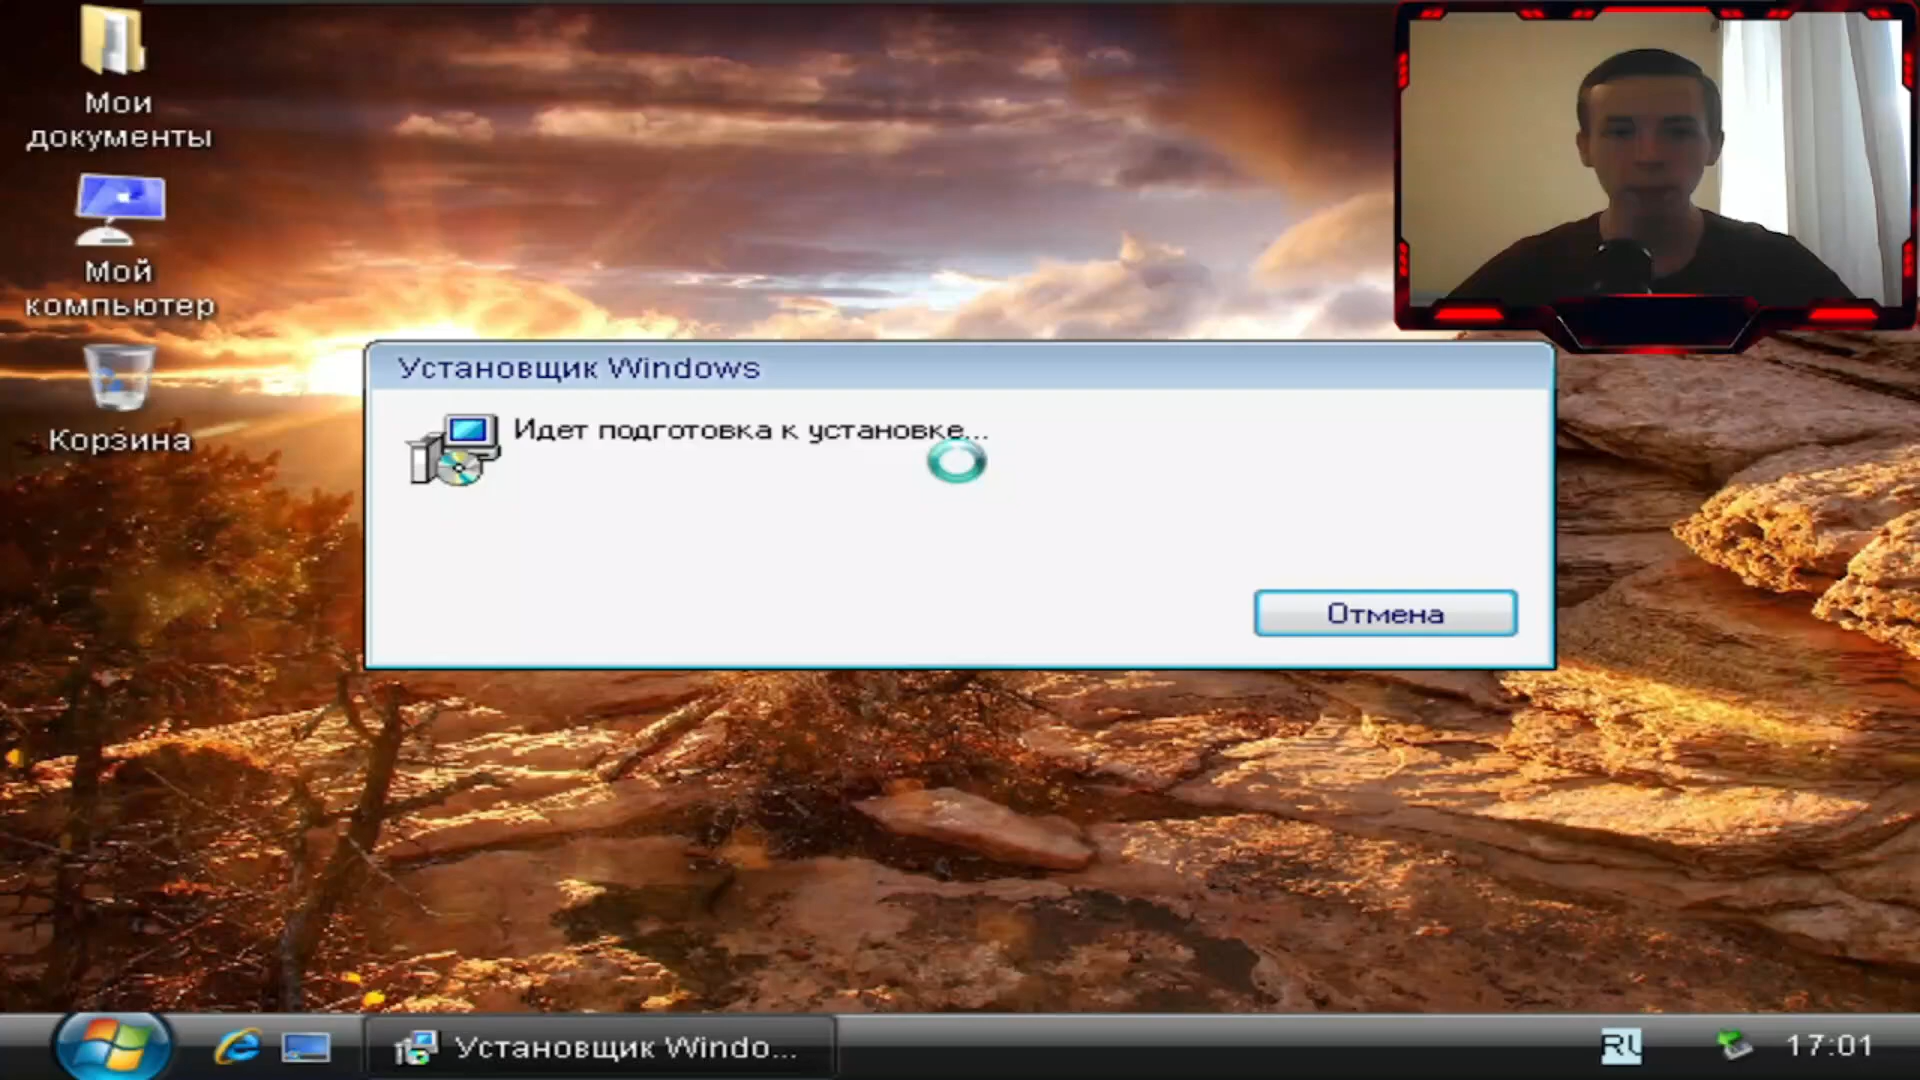 Мои
документы
Мой
компьютер
Корзина
Установщик Windows
Идет подготовка к установке...
Отмена
Установщик Windo...
RU
17:01